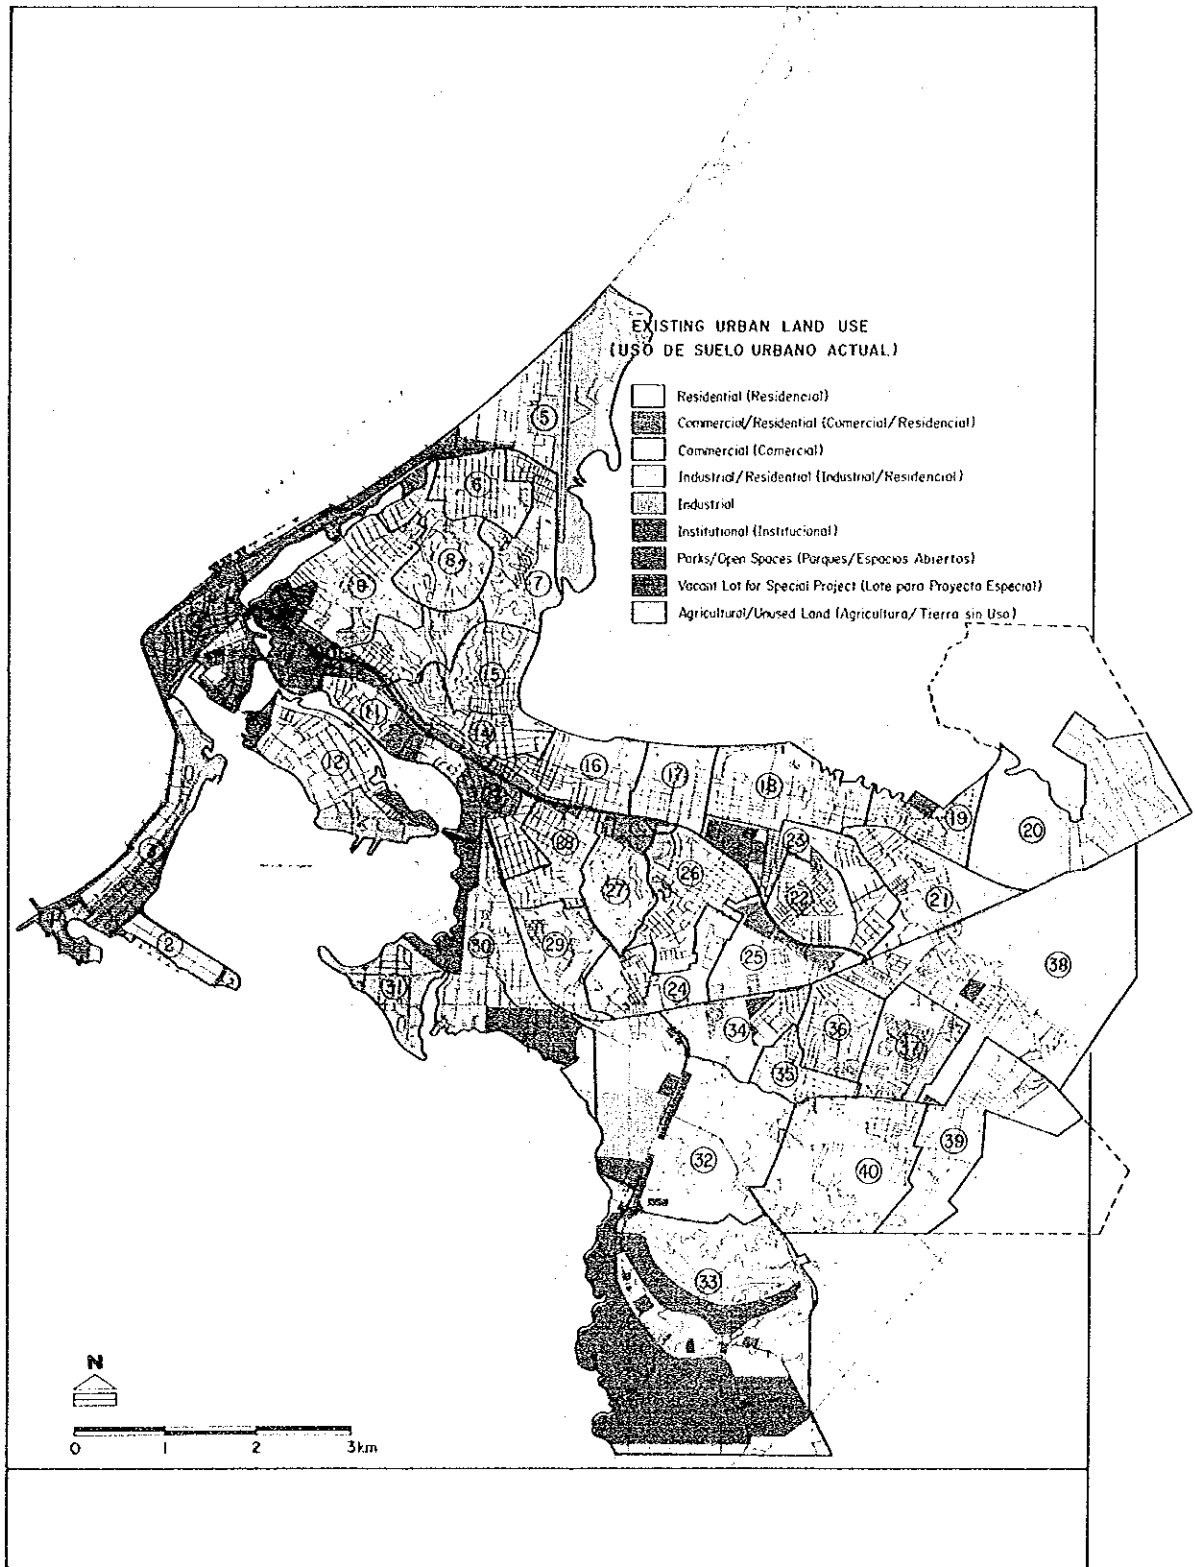 EXISTING URBAN LAND USE
(USO DE SUELO URBANO ACTUAL)
Residential (Residencial)
Commercial/Residential (Comercial/Residencial)
Commercial (Comercial)
Industrial/Residential (Industrial/Residencial)
Industrial
Institutional (Institucional)
Parks/Open Spaces (Parques/Espacios Abiertos)
Vacant Lot for Special Project (Lote para Proyecto Especial)
Agricultural/Unused Land (Agricultura/Tierra sin Uso)
5
6
8
7
9
15
11
14
12
16
17
18
19
20
3
2
28
26
27
23
22
21
30
29
25
38
31
24
34
36
37
35
32
40
39
33
N
0 1 2 3km